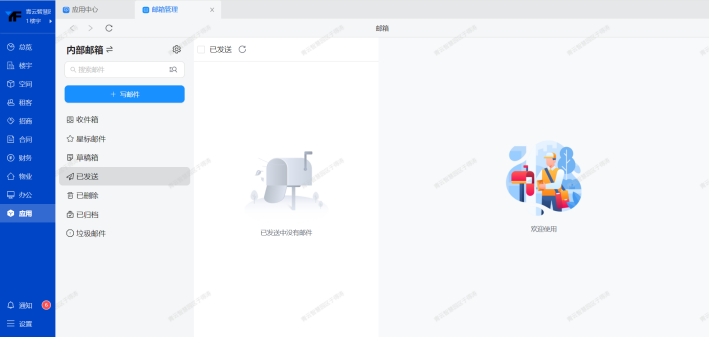 应用中心
邮箱管理
霄云智慧园
1 楼宇
邮箱
总览
楼宇
空间
租客
招商
合同
财务
物业
办公
应用
通知
6
设置
内部邮箱
搜索邮件
写邮件
收件箱
星标邮件
草稿箱
已发送
已删除
已归档
垃圾邮件
已发送
已发送中没有邮件
欢迎使用